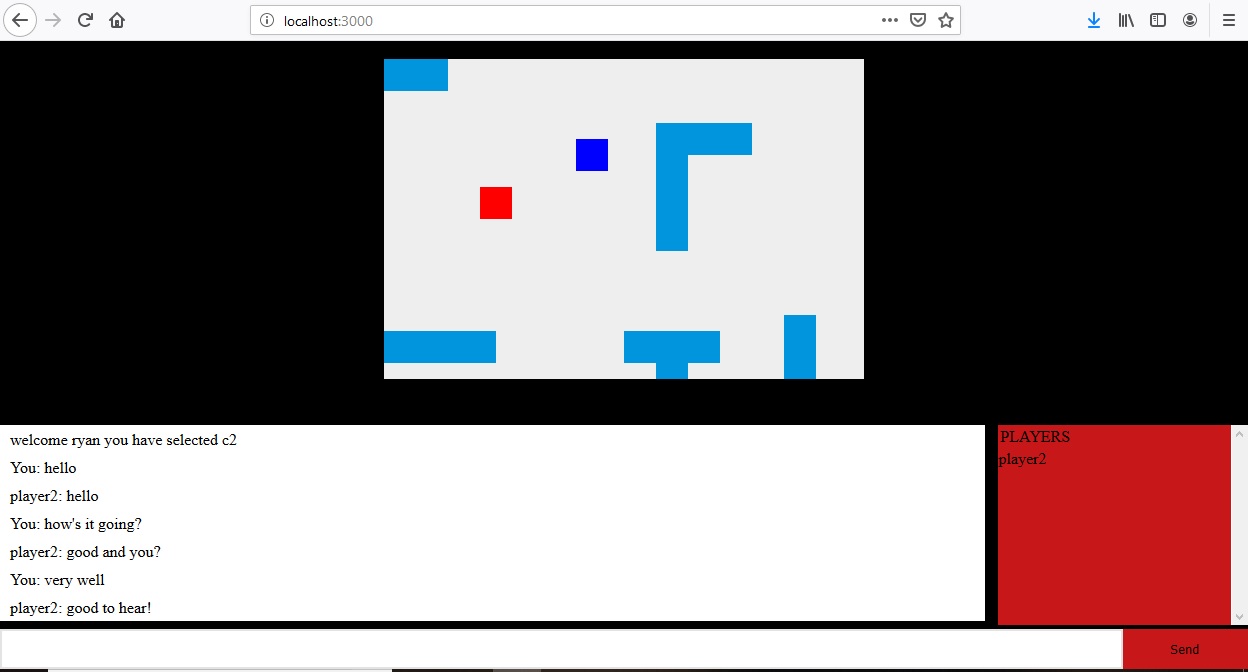 localhost:3000
welcome ryan you have selected c2
You: hello
player2: hello
You: how's it going?
player2: good and you?
You: very well
player2: good to hear!
PLAYERS
player2
Send